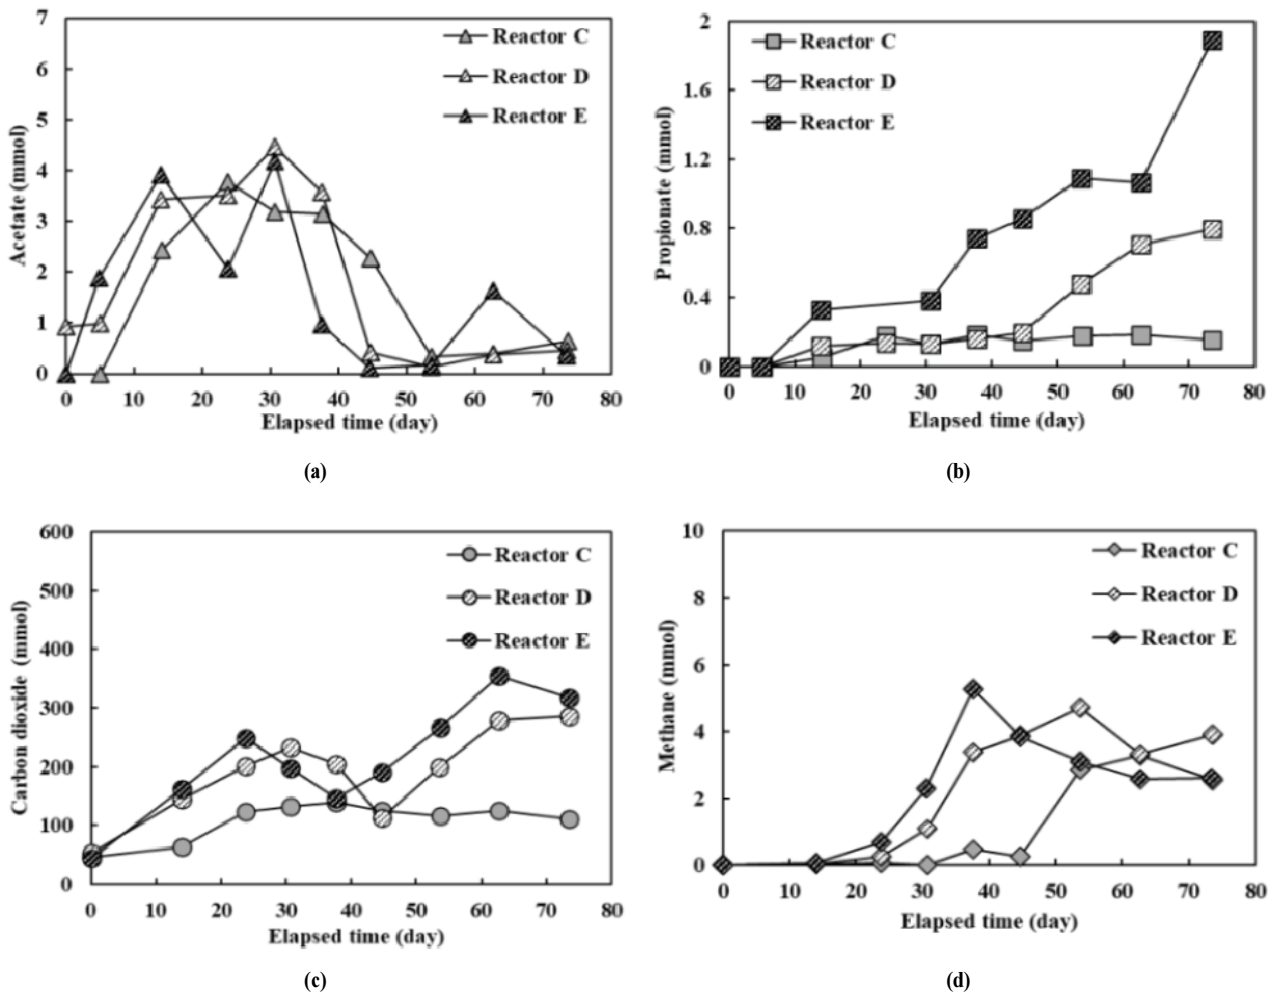 7
6
5
4
3
2
1
0
Acetate (mmol)
Reactor C
Reactor D
Reactor E
0 10 20 30 40 50 60 70 80
Elapsed time (day)
(a)
2
1.6
1.2
0.8
0.4
0
Propionate (mmol)
Reactor C
Reactor D
Reactor E
0 10 20 30 40 50 60 70 80
Elapsed time (day)
(b)
600
500
400
300
200
100
0
Carbon dioxide (mmol)
Reactor C
Reactor D
Reactor E
0 10 20 30 40 50 60 70 80
Elapsed time (day)
(c)
10
8
6
4
2
0
Methane (mmol)
Reactor C
Reactor D
Reactor E
0 10 20 30 40 50 60 70 80
Elapsed time (day)
(d)